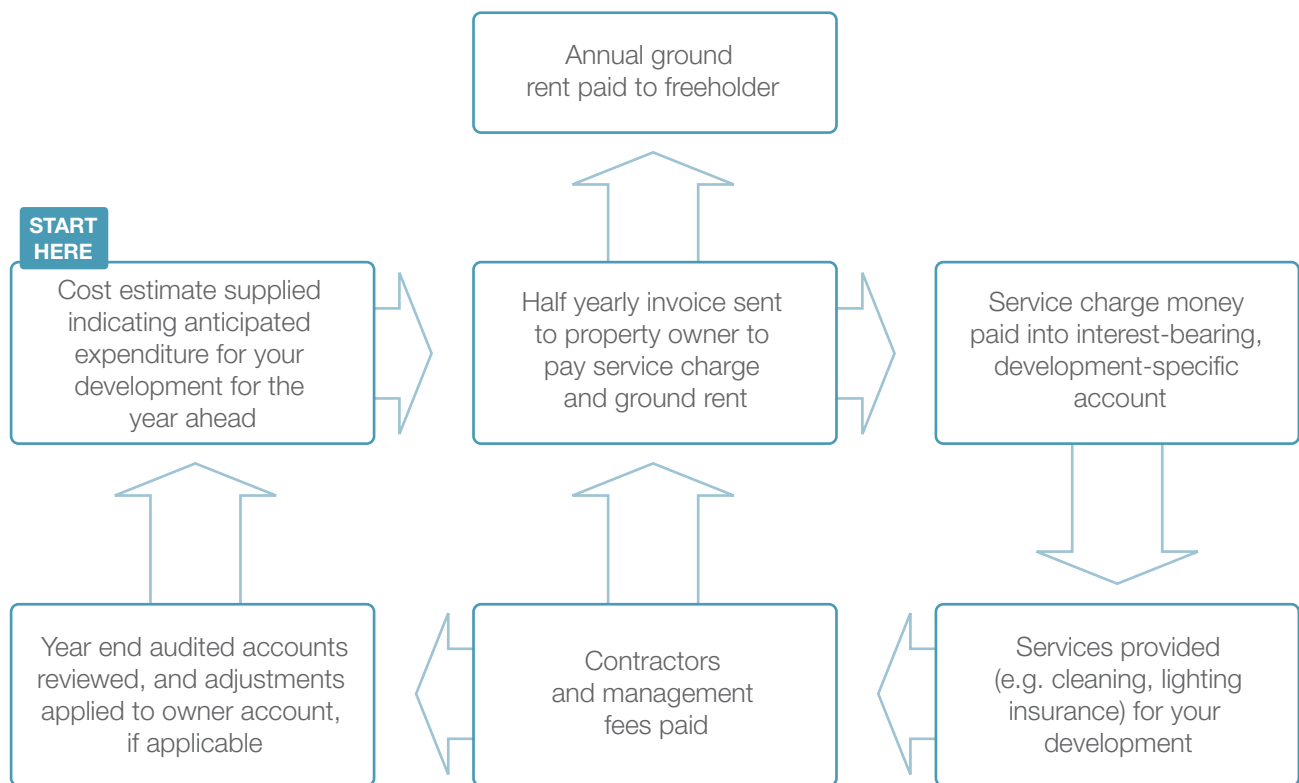 Annual ground
rent paid to freeholder
START
HERE
Cost estimate supplied
indicating anticipated
expenditure for your
development for the
year ahead
Half yearly invoice sent
to property owner to
pay service charge
and ground rent
Service charge money
paid into interest-bearing,
development-specific
account
Year end audited accounts
reviewed, and adjustments
applied to owner account,
if applicable
Contractors
and management
fees paid
Services provided
(e.g. cleaning, lighting
insurance) for your
development